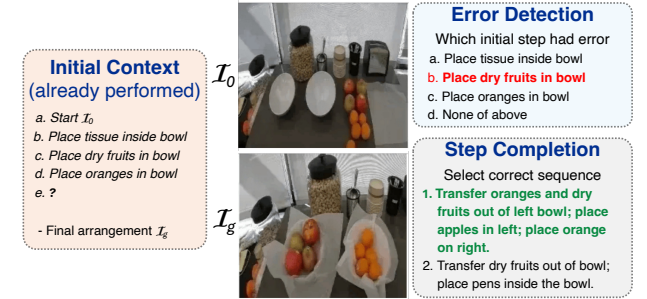 Initial Context
(already performed)
a. Start I₀
b. Place tissue inside bowl
c. Place dry fruits in bowl
d. Place oranges in bowl
e. ?
- Final arrangement I_g
I₀
I_g
Error Detection
Which initial step had error
a. Place tissue inside bowl
b. Place dry fruits in bowl
c. Place oranges in bowl
d. None of above
Step Completion
Select correct sequence
1. Transfer oranges and dry
fruits out of left bowl; place
apples in left; place orange
on right.
2. Transfer dry fruits out of bowl;
place pens inside the bowl.